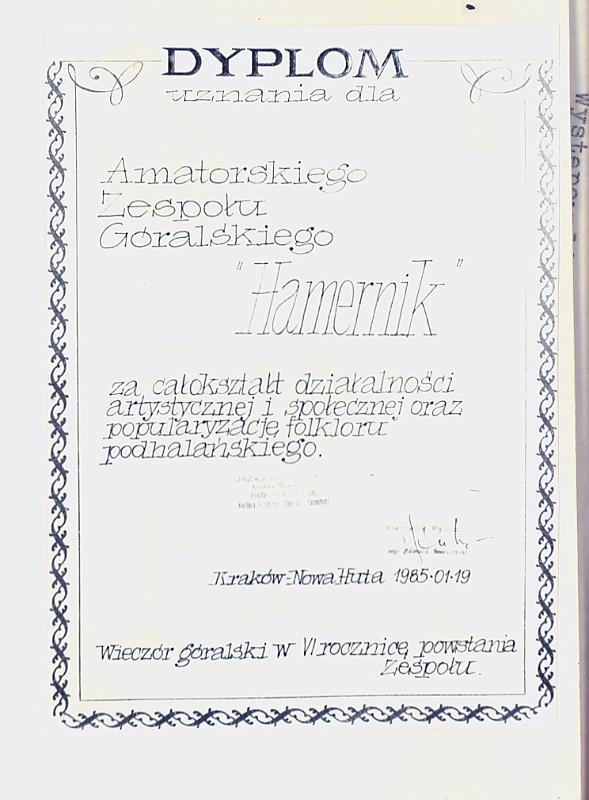 DYPLOM
uznania dla
Amatorskiego
Zespołu
Góralskiego
"Hamernik"
za całokształt działalności
artystycznej i społecznej oraz
popularyzację folkloru
podhalańskiego.
Kraków-Nowa Huta 1985·01·19
Wieczór góralski w VI rocznicę powstania
Zespołu.